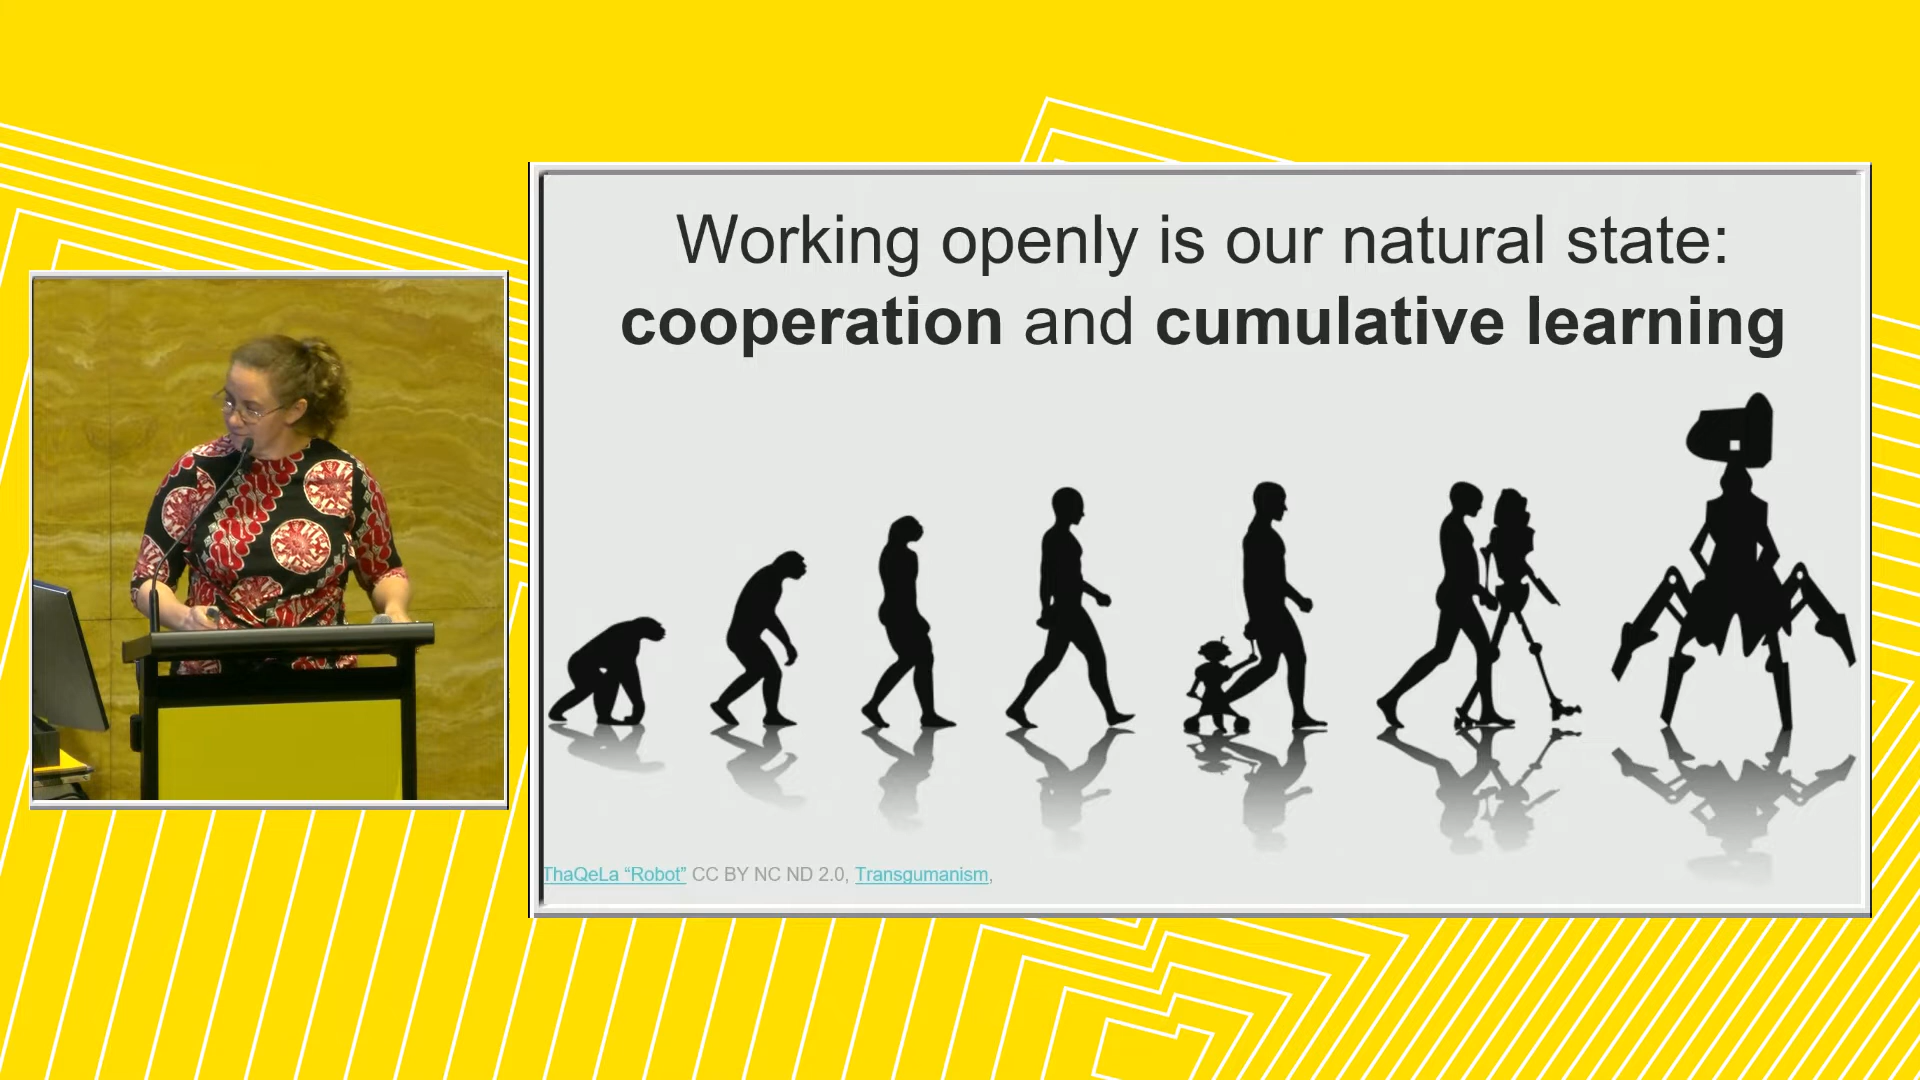 Working openly is our natural state:
cooperation and cumulative learning
ThaQeLa “Robot” CC BY NC ND 2.0, Transgumanism,